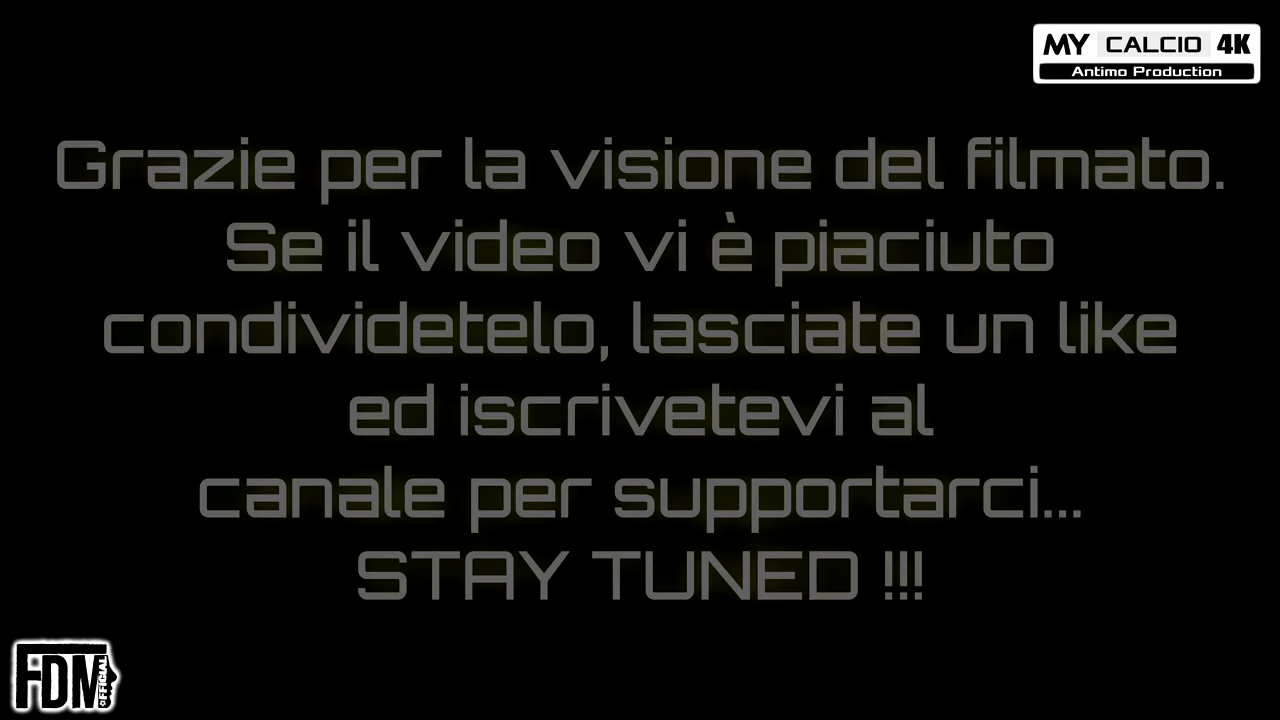 MY CALCIO 4K
Antimo Production
Grazie per la visione del filmato.
Se il video vi è piaciuto
condividetelo, lasciate un like
ed iscrivetevi al
canale per supportarci...
STAY TUNED !!!
FDM
OFFICIAL